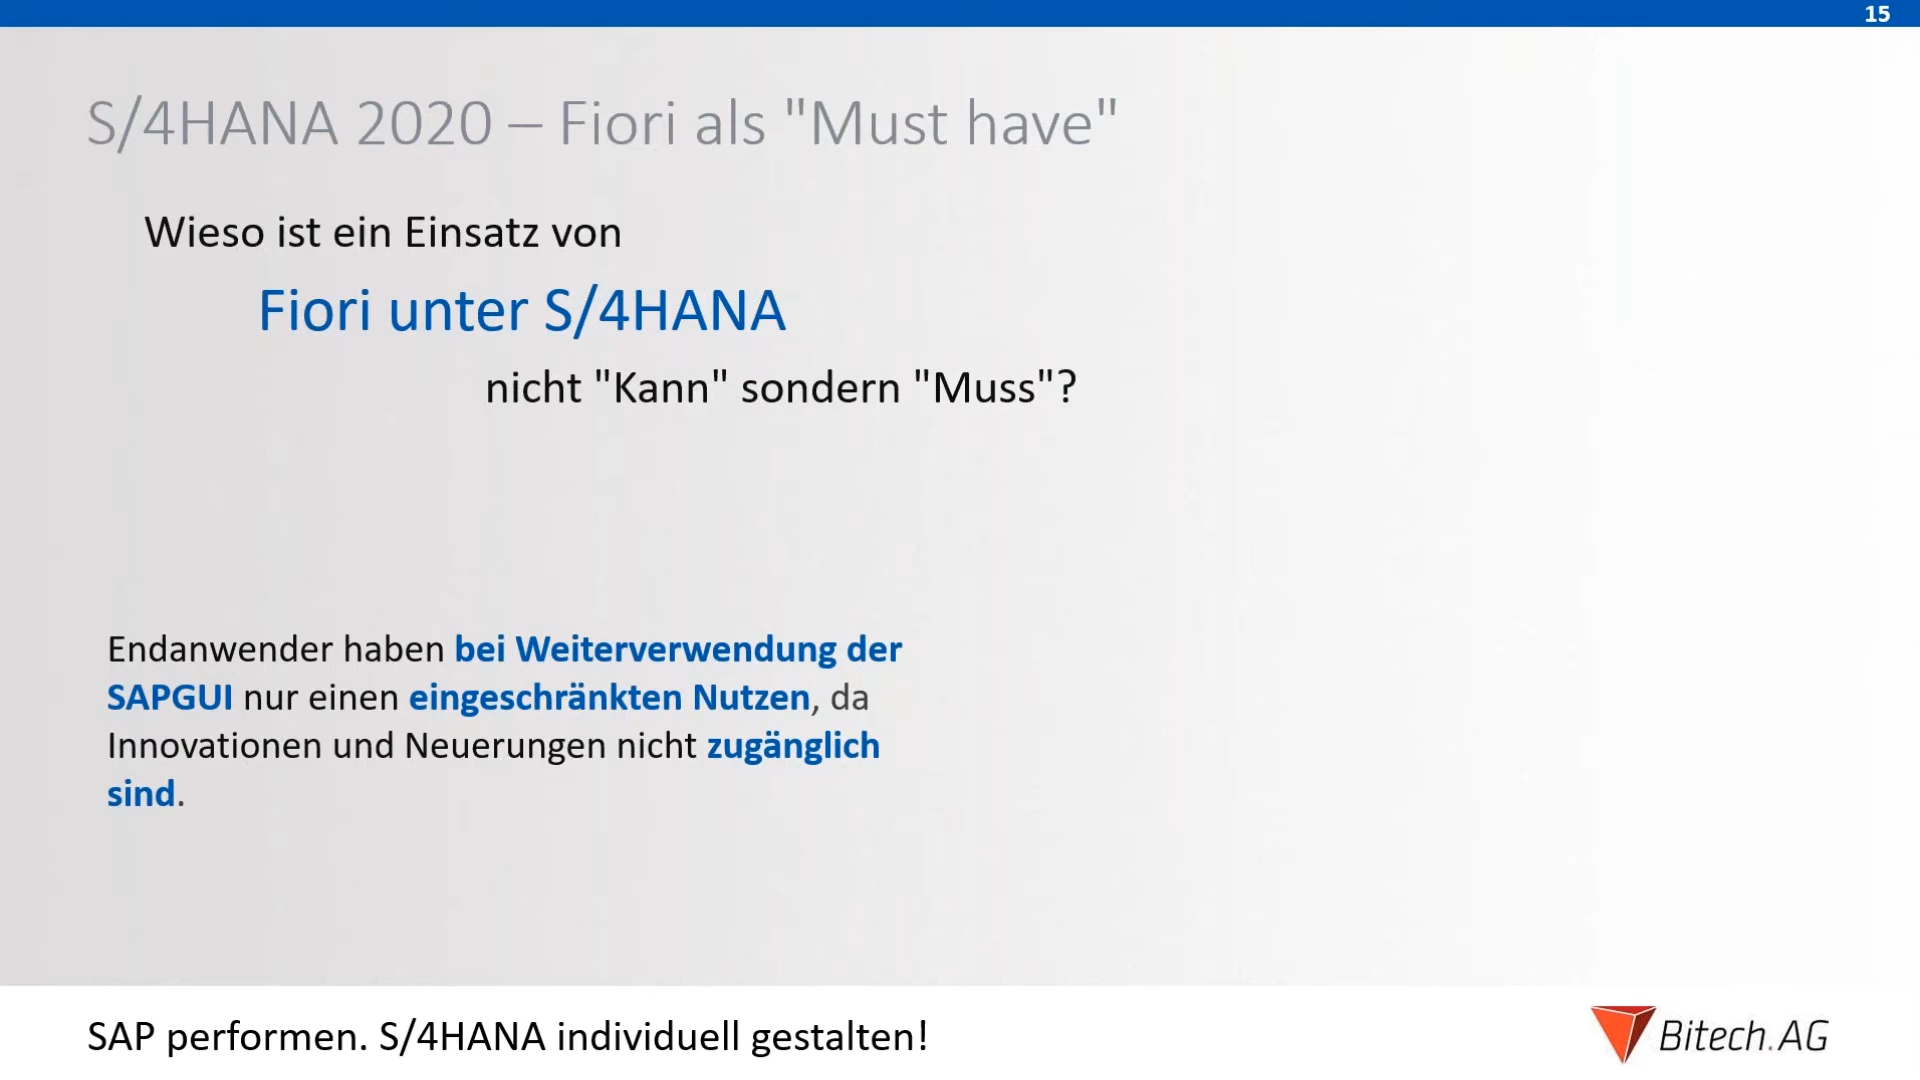 15
S/4HANA 2020 – Fiori als "Must have"
Wieso ist ein Einsatz von
Fiori unter S/4HANA
nicht "Kann" sondern "Muss"?
Endanwender haben bei Weiterverwendung der
SAPGUI nur einen eingeschränkten Nutzen, da
Innovationen und Neuerungen nicht zugänglich
sind.
SAP performen. S/4HANA individuell gestalten!
Bitech.AG